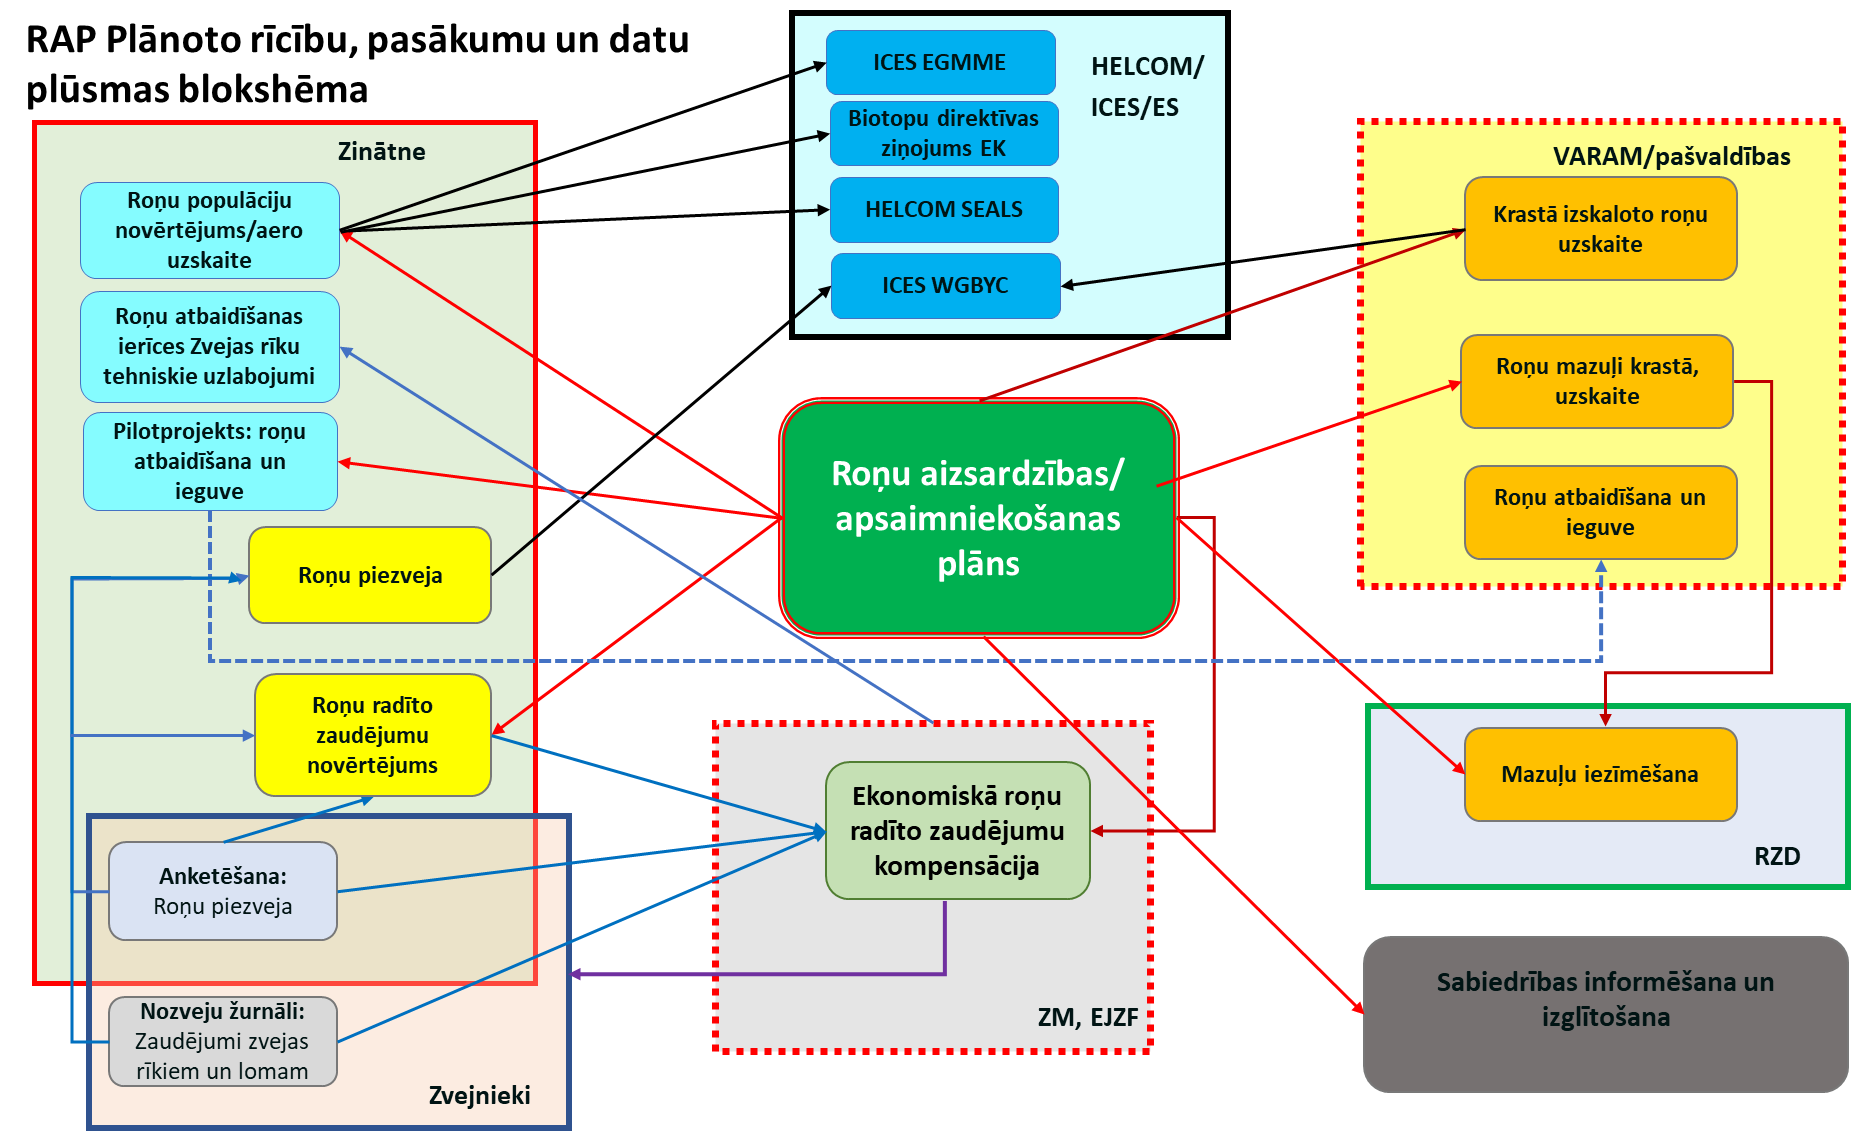 RAP Plānoto rīcību, pasākumu un datu
plūsmas blokshēma
Zinātne
Roņu populāciju
novērtējums/aero
uzskaite
Roņu atbaidīšanas
ierīces Zvejas rīku
tehniskie uzlabojumi
Pilotprojekts: roņu
atbaidīšana un
ieguve
Roņu piezveja
Roņu radīto
zaudējumu
novērtējums
Anketēšana:
Roņu piezveja
Nozveju žurnāli:
Zaudējumi zvejas
rīkiem un lomam
Zvejnieki
ICES EGMME
Biotopu direktīvas
ziņojums EK
HELCOM SEALS
ICES WGBYC
HELCOM/
ICES/ES
Roņu aizsardzības/
apsaimniekošanas
plāns
Ekonomiskā roņu
radīto zaudējumu
kompensācija
ZM, EJZF
VARAM/pašvaldības
Krastā izskaloto roņu
uzskaite
Roņu mazuļi krastā,
uzskaite
Roņu atbaidīšana un
ieguve
Mazuļu iezīmēšana
RZD
Sabiedrības informēšana un
izglītošana